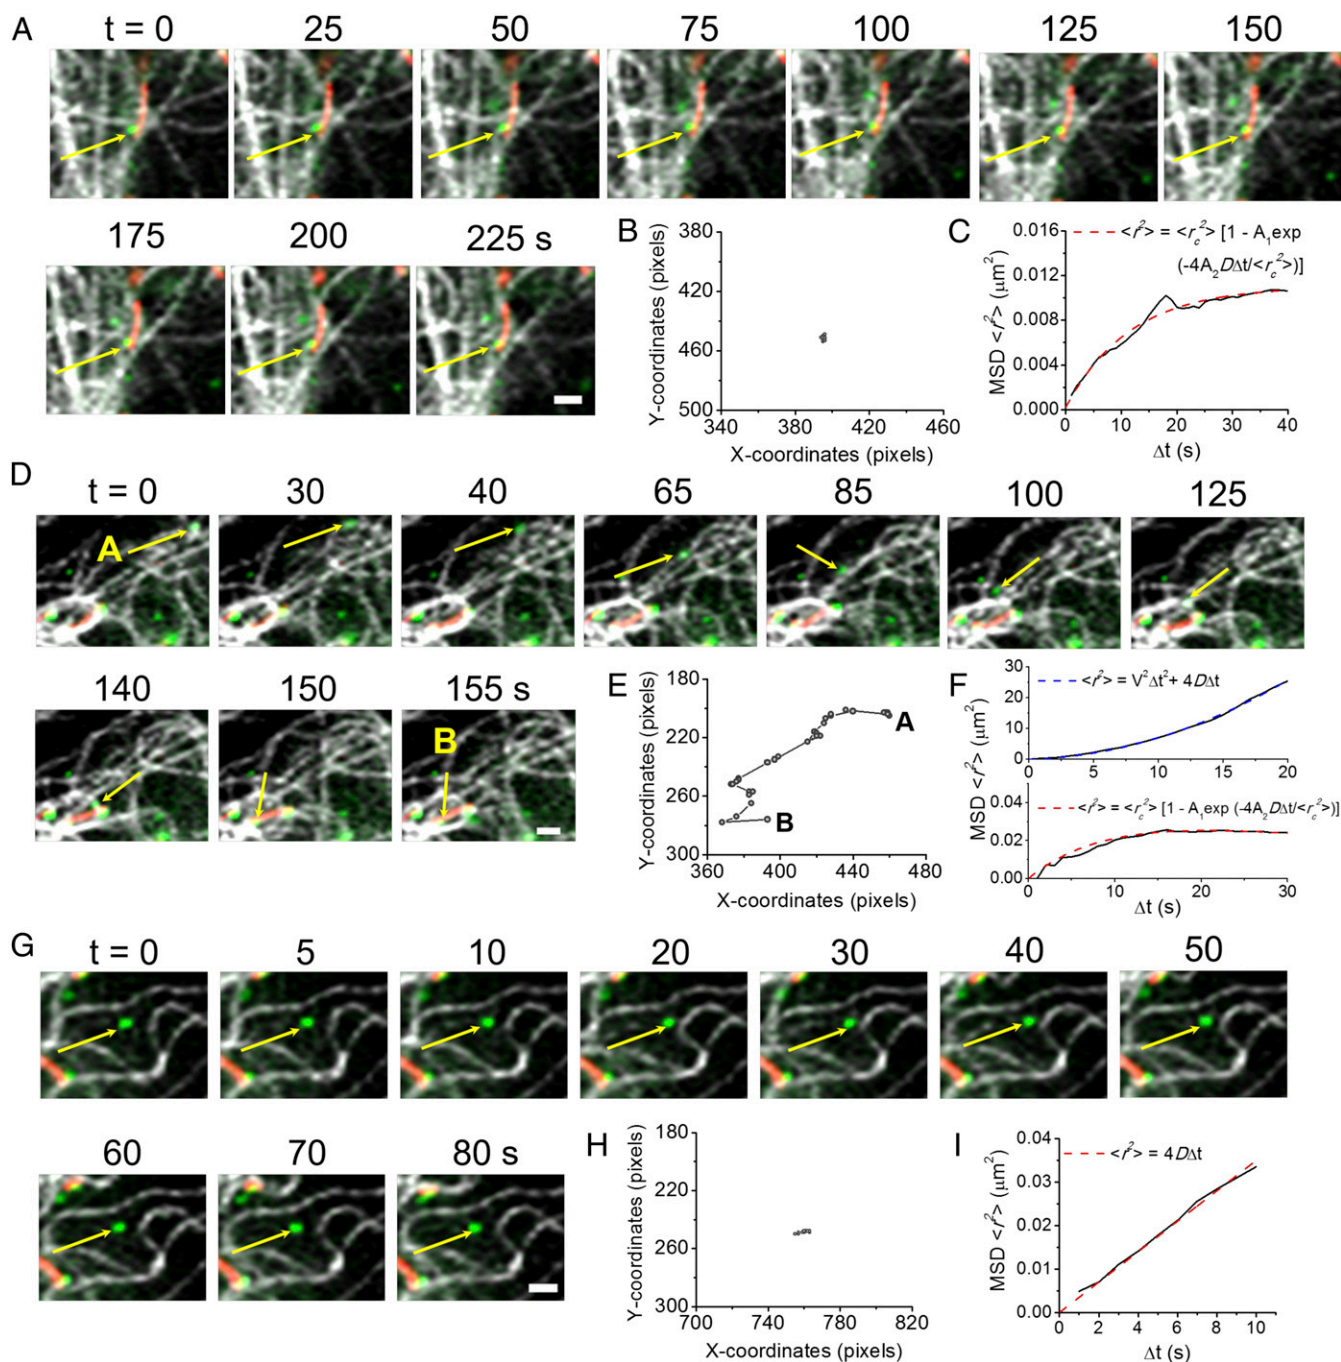 A
t = 0 25 50 75 100 125 150
175 200 225 s
B
380
420
460
500
340 380 420 460
Y-coordinates (pixels)
X-coordinates (pixels)
C
0.016
0.012
0.008
0.004
0.000
0 10 20 30 40
MSD <r²> (μm²)
Δt (s)
<r²> = <r_c²> [1 - A₁exp
(-4A₂DΔt/<r_c²>)]
D
t = 0 30 40 65 85 100 125
A
140 150 155 s
B
E
180
220
260
300
360 400 440 480
Y-coordinates (pixels)
X-coordinates (pixels)
A
B
F
30
25
20
10
0
0 5 10 15 20
<r²> = V²Δt² + 4DΔt
MSD <r²> (μm²)
0.04
0.02
0.00
0 10 20 30
<r²> = <r_c²> [1 - A₁exp (-4A₂DΔt/<r_c²>)]
Δt (s)
G
t = 0 5 10 20 30 40 50
60 70 80 s
H
180
220
260
300
700 740 780 820
Y-coordinates (pixels)
X-coordinates (pixels)
I
0.04
0.03
0.02
0.01
0.00
0 2 4 6 8 10
MSD <r²> (μm²)
Δt (s)
<r²> = 4DΔt